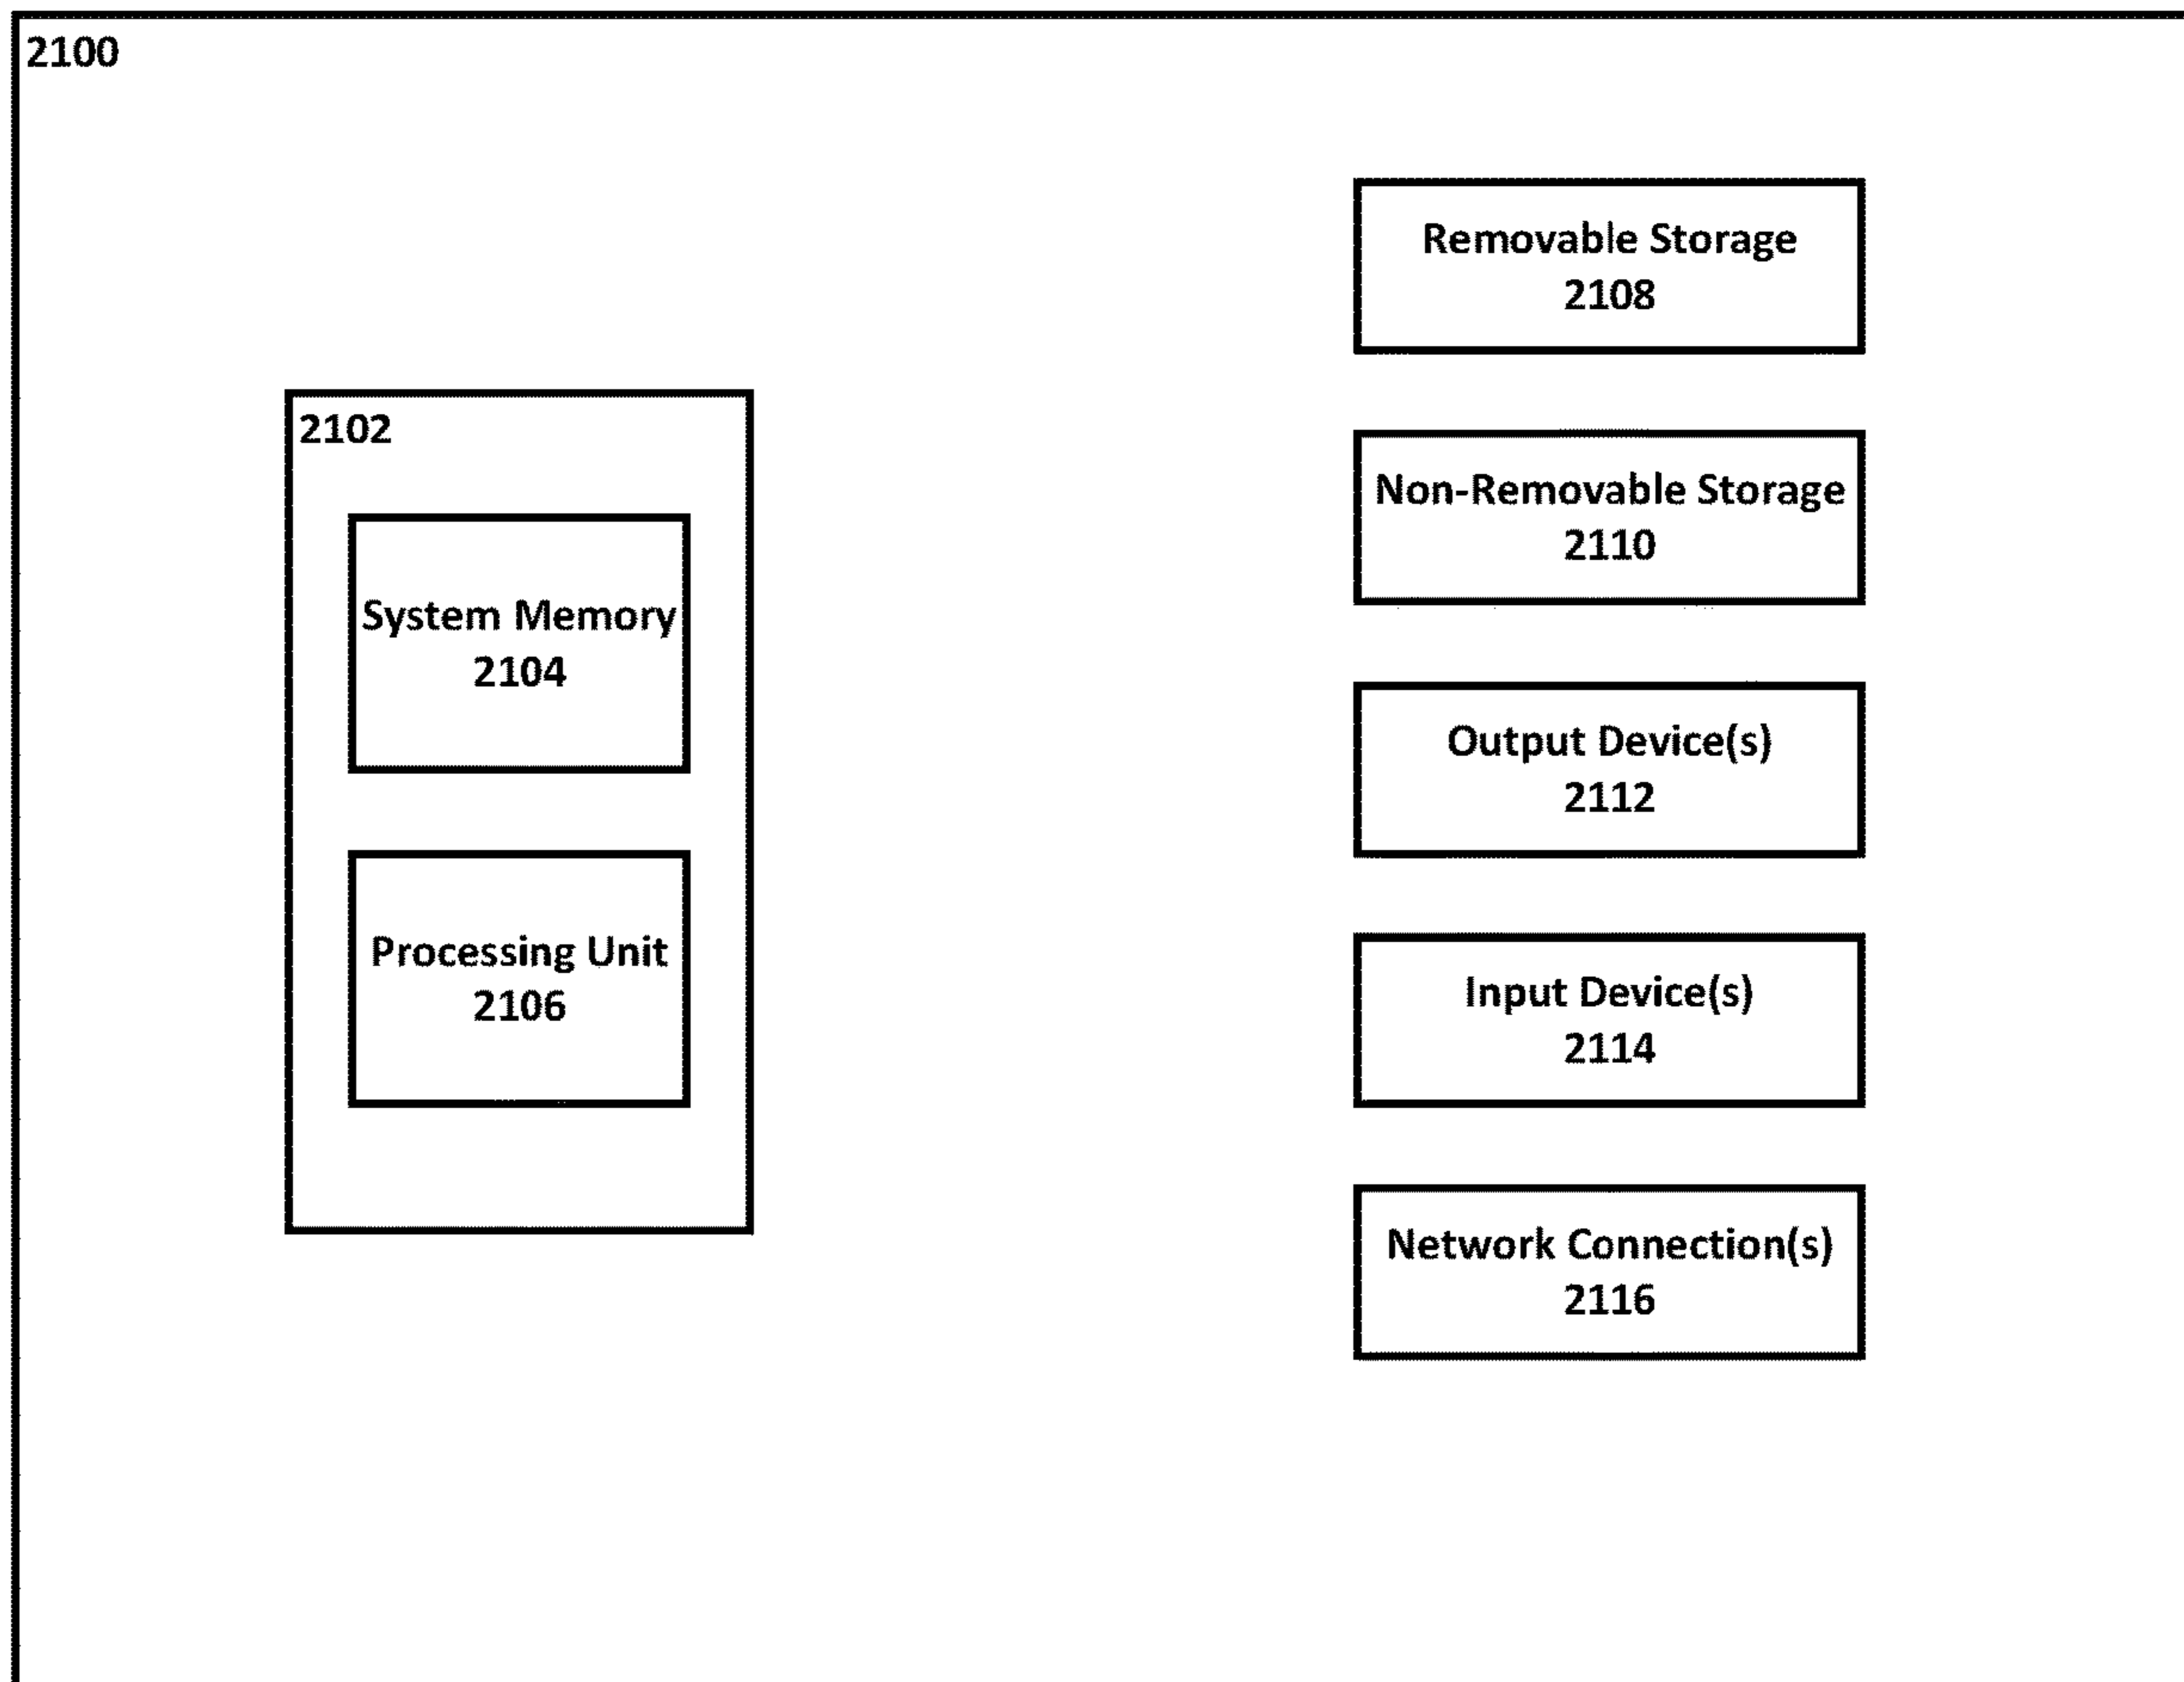 2100
2102
System Memory
2104
Processing Unit
2106
Removable Storage
2108
Non-Removable Storage
2110
Output Device(s)
2112
Input Device(s)
2114
Network Connection(s)
2116